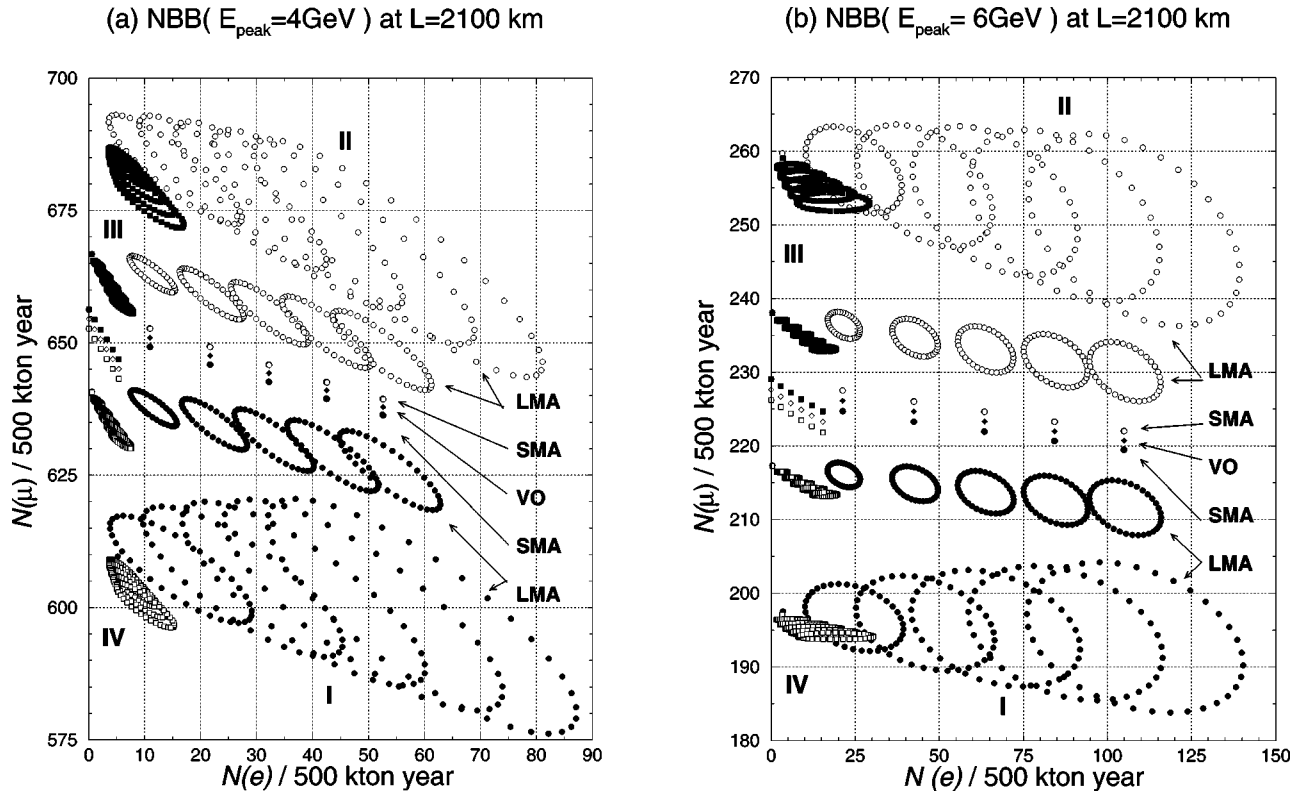 (a) NBB( E_peak=4GeV ) at L=2100 km
N(μ) / 500 kton year
700
675
650
625
600
575
II
III
LMA
SMA
VO
SMA
LMA
IV
I
0 10 20 30 40 50 60 70 80 90
N(e) / 500 kton year
(b) NBB( E_peak= 6GeV ) at L=2100 km
N(μ) / 500 kton year
270
260
250
240
230
220
210
200
190
180
II
III
LMA
SMA
VO
SMA
LMA
IV
I
0 25 50 75 100 125 150
N (e) / 500 kton year